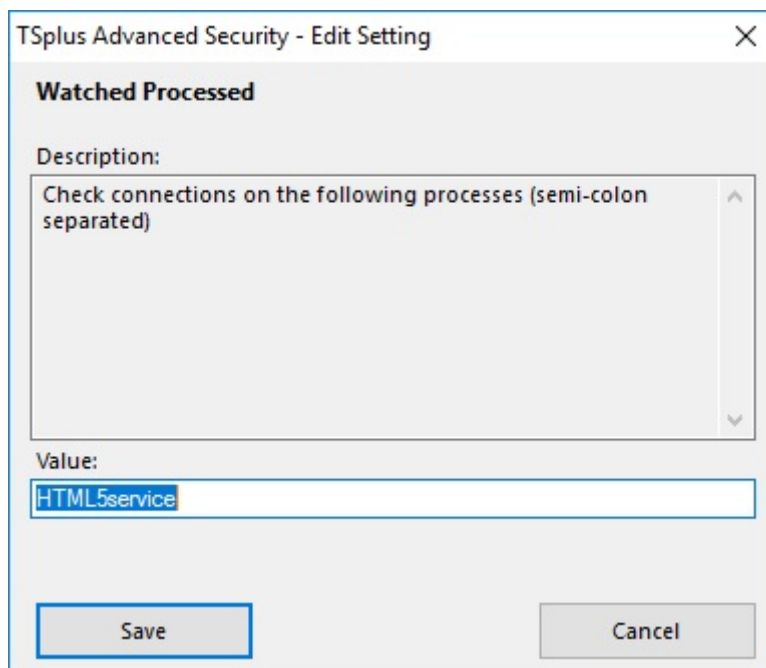 TSplus Advanced Security - Edit Setting
Watched Processed
Description:
Check connections on the following processes (semi-colon
separated)
Value:
HTML5service
Save
Cancel